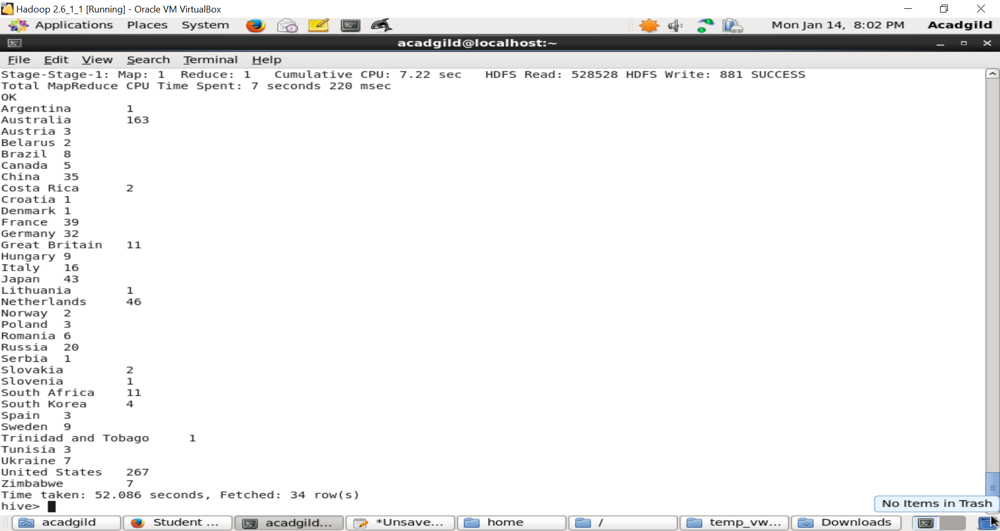 Hadoop 2.6_1_1 [Running] - Oracle VM VirtualBox
Applications Places System Mon Jan 14, 8:02 PM Acadgild
acadgild@localhost:~
File Edit View Search Terminal Help
Stage-Stage-1: Map: 1 Reduce: 1 Cumulative CPU: 7.22 sec HDFS Read: 528528 HDFS Write: 881 SUCCESS
Total MapReduce CPU Time Spent: 7 seconds 220 msec
OK
Argentina 1
Australia 163
Austria 3
Belarus 2
Brazil 8
Canada 5
China 35
Costa Rica 2
Croatia 1
Denmark 1
France 39
Germany 32
Great Britain 11
Hungary 9
Italy 16
Japan 43
Lithuania 1
Netherlands 46
Norway 2
Poland 3
Romania 6
Russia 20
Serbia 1
Slovakia 2
Slovenia 1
South Africa 11
South Korea 4
Spain 3
Sweden 9
Trinidad and Tobago 1
Tunisia 3
Ukraine 7
United States 267
Zimbabwe 7
Time taken: 52.086 seconds, Fetched: 34 row(s)
hive>
No Items in Trash
acadgild Student ... acadgild... *Unsave... home / temp_vw... Downloads